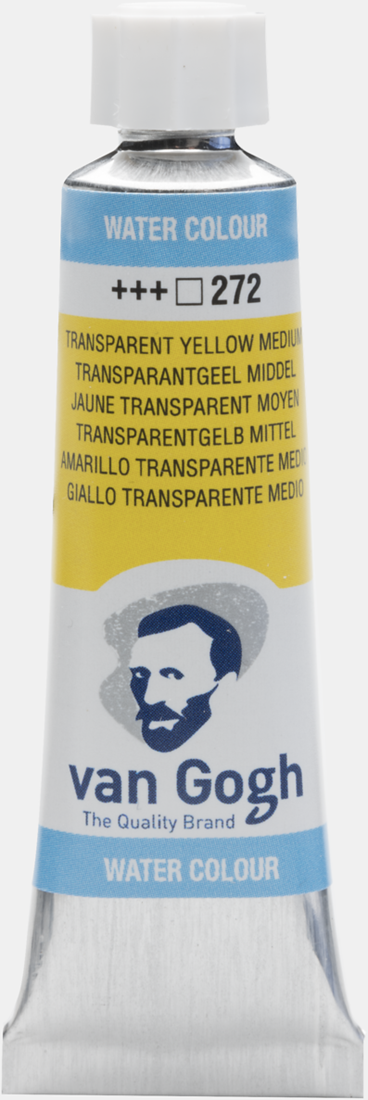 WATER COLOUR
+++□272
TRANSPARENT YELLOW MEDIUM
TRANSPARANTGEEL MIDDEL
JAUNE TRANSPARENT MOYEN
TRANSPARENTGELB MITTEL
AMARILLO TRANSPARENTE MEDIO
GIALLO TRANSPARENTE MEDIO
van Gogh
The Quality Brand
WATER COLOUR